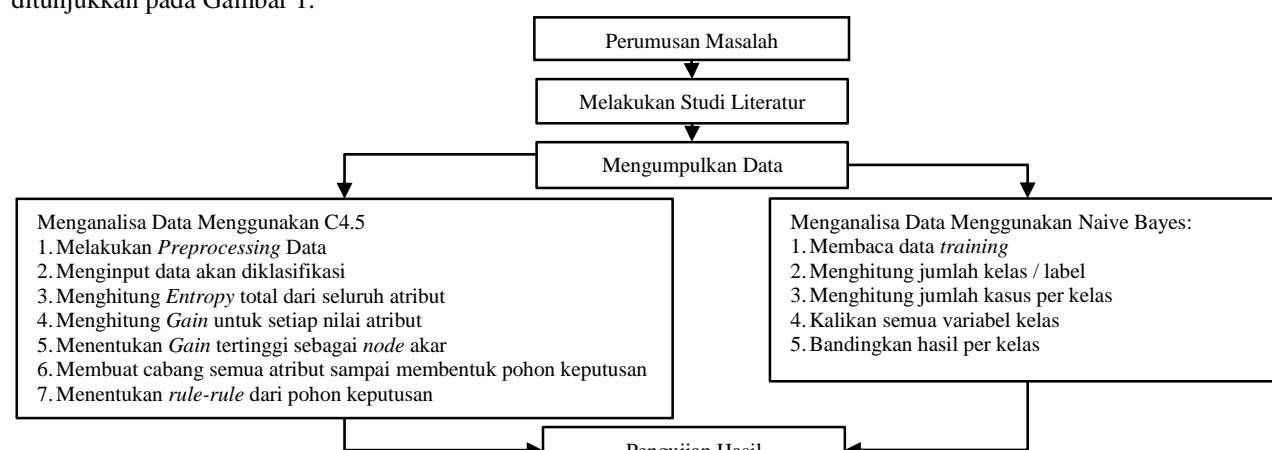 ditunjukkan pada Gambar 1.
Perumusan Masalah
Melakukan Studi Literatur
Mengumpulkan Data
Menganalisa Data Menggunakan C4.5
1. Melakukan Preprocessing Data
2. Menginput data akan diklasifikasi
3. Menghitung Entropy total dari seluruh atribut
4. Menghitung Gain untuk setiap nilai atribut
5. Menentukan Gain tertinggi sebagai node akar
6. Membuat cabang semua atribut sampai membentuk pohon keputusan
7. Menentukan rule-rule dari pohon keputusan
Menganalisa Data Menggunakan Naive Bayes:
1. Membaca data training
2. Menghitung jumlah kelas / label
3. Menghitung jumlah kasus per kelas
4. Kalikan semua variabel kelas
5. Bandingkan hasil per kelas
Pengujian Hasil